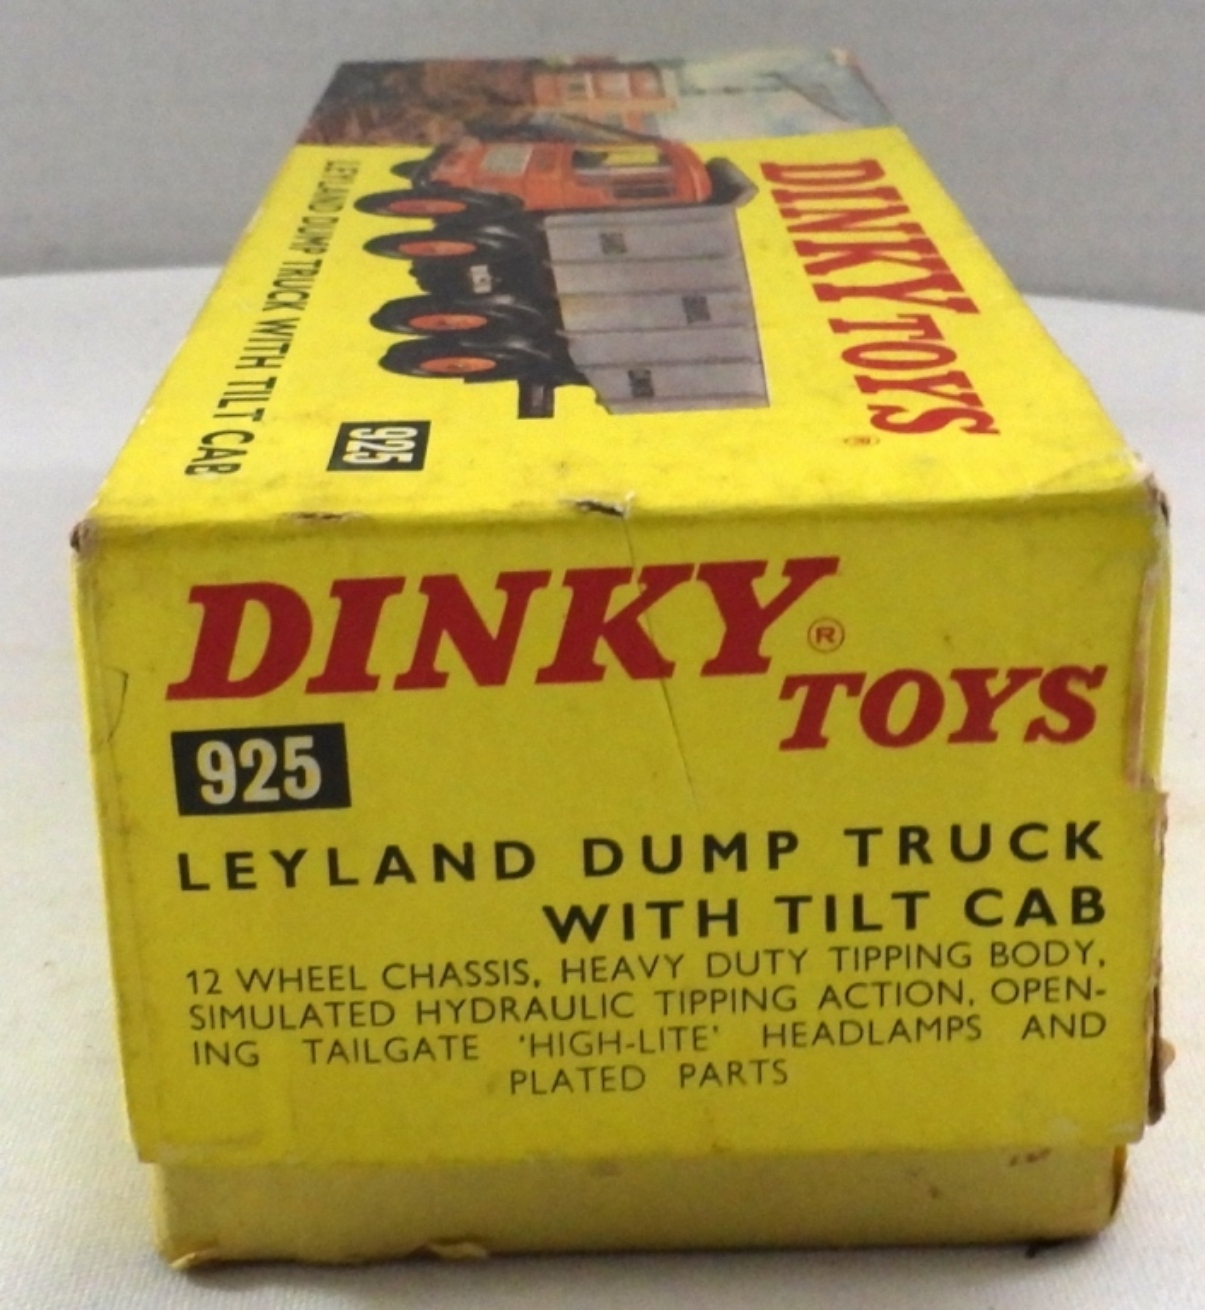 DINKY TOYS®
925
LEYLAND DUMP TRUCK WITH TILT CAB
DINKY®
TOYS
925
LEYLAND DUMP TRUCK
WITH TILT CAB
12 WHEEL CHASSIS, HEAVY DUTY TIPPING BODY,
SIMULATED HYDRAULIC TIPPING ACTION, OPEN-
ING TAILGATE 'HIGH-LITE' HEADLAMPS AND
PLATED PARTS